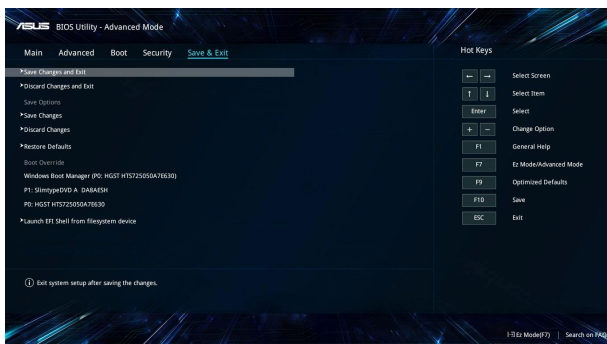 ASUS BIOS Utility - Advanced Mode
Main Advanced Boot Security Save & Exit
Save Changes and Exit
Discard Changes and Exit
Save Options
Save Changes
Discard Changes
Restore Defaults
Boot Override
Windows Boot Manager (P0: HGST HTS725050A7E630)
P1: SlimtypeDVD A DA8AESH
P0: HGST HTS725050A7E630
Launch EFI Shell from filesystem device
Exit system setup after saving the changes.
Hot Keys
← → Select Screen
↑ ↓ Select Item
Enter Select
+ − Change Option
F1 General Help
F7 Ez Mode/Advanced Mode
F9 Optimized Defaults
F10 Save
ESC Exit
Ez Mode(F7) | Search on FAQ